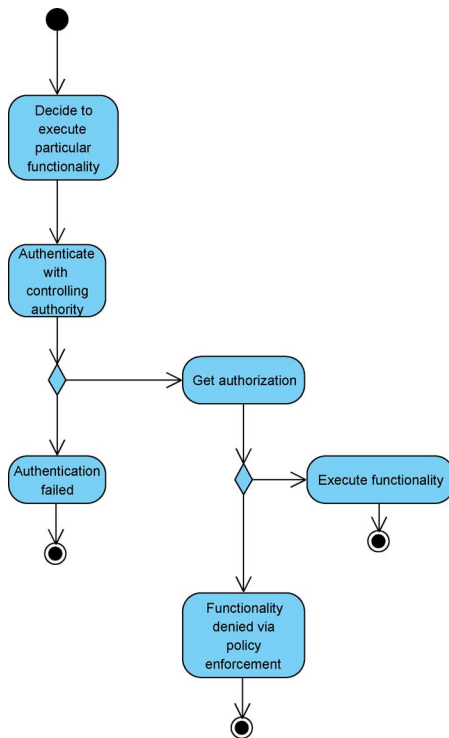 Decide to
execute
particular
functionality
Authenticate
with
controlling
authority
Get authorization
Authentication
failed
Execute functionality
Functionality
denied via
policy
enforcement